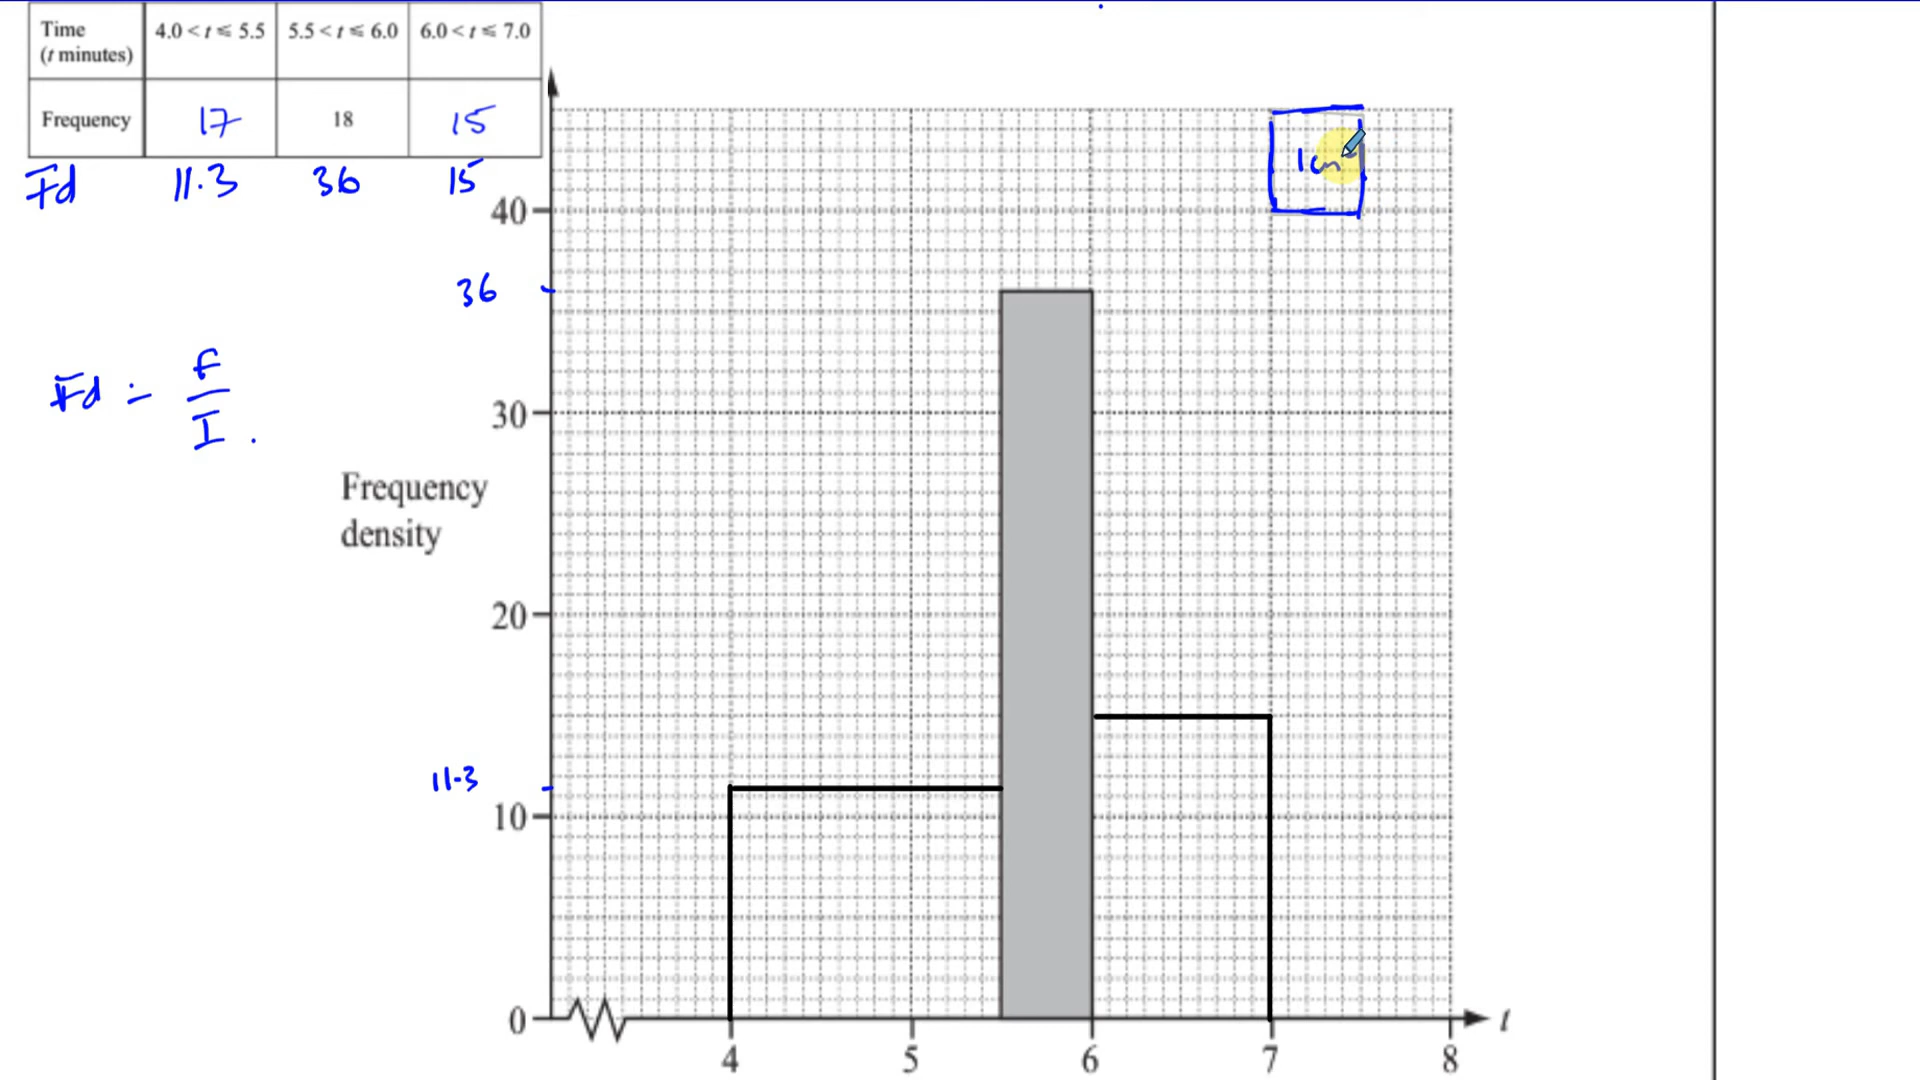 Time (t minutes) 4.0 < t ⩽ 5.5 5.5 < t ⩽ 6.0 6.0 < t ⩽ 7.0
Frequency 17 18 15
Fd 11.3 36 15
1cm²
40
36
Fd = F/I.
30
Frequency
density
20
11.3
10
0
t
4 5 6 7 8